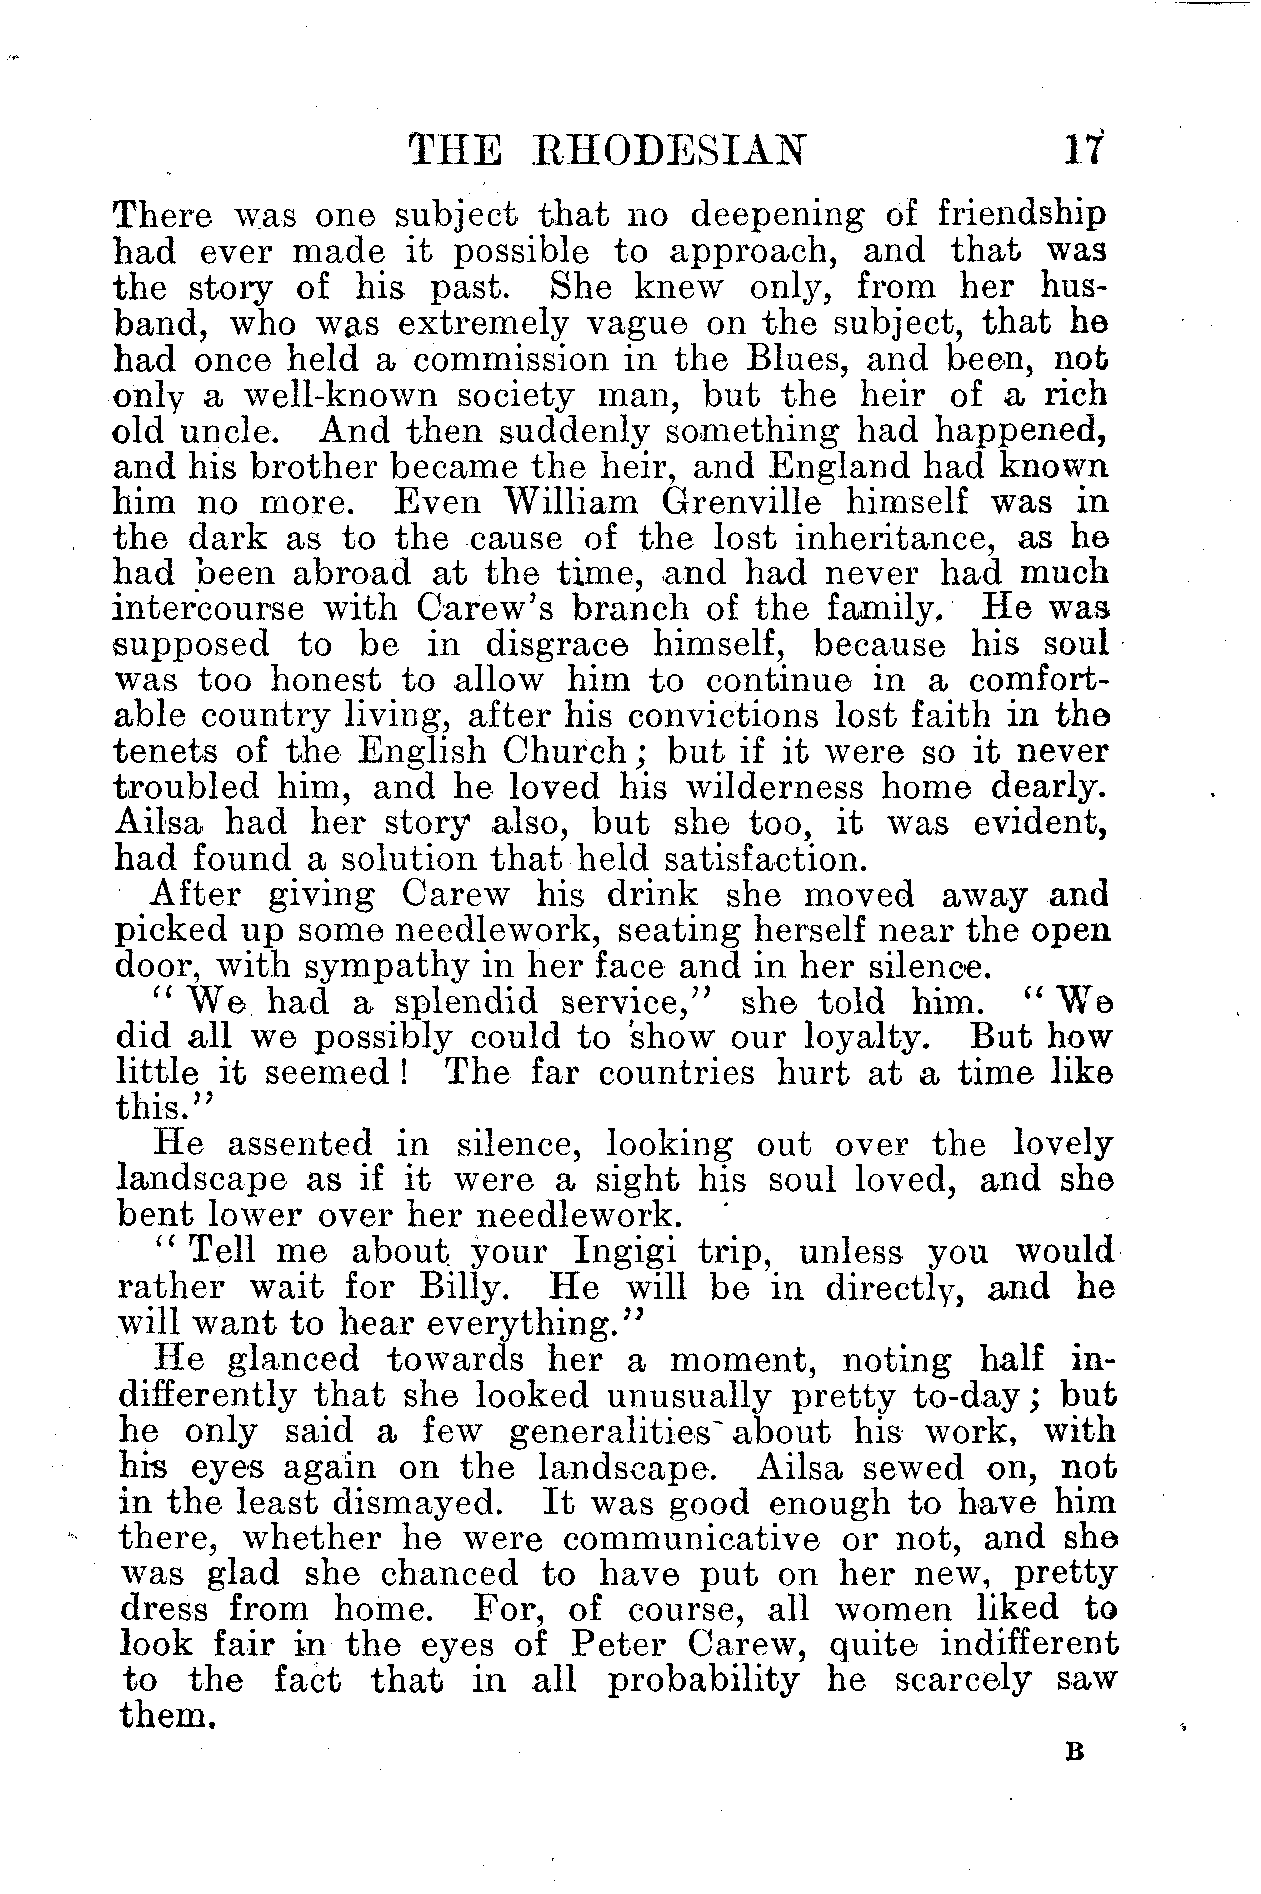 THE RHODESIAN 17
There was one subject that no deepening of friendship
had ever made it possible to approach, and that was
the story of his past. She knew only, from her hus-
band, who was extremely vague on the subject, that he
had once held a commission in the Blues, and been, not
only a well-known society man, but the heir of a rich
old uncle. And then suddenly something had happened,
and his brother became the heir, and England had known
him no more. Even William Grenville himself was in
the dark as to the cause of the lost inheritance, as he
had been abroad at the time, and had never had much
intercourse with Carew's branch of the family. He was
supposed to be in disgrace himself, because his soul
was too honest to allow him to continue in a comfort-
able country living, after his convictions lost faith in the
tenets of the English Church; but if it were so it never
troubled him, and he loved his wilderness home dearly.
Ailsa had her story also, but she too, it was evident,
had found a solution that held satisfaction.
After giving Carew his drink she moved away and
picked up some needlework, seating herself near the open
door, with sympathy in her face and in her silence.
"We had a splendid service," she told him. "We
did all we possibly could to show our loyalty. But how
little it seemed! The far countries hurt at a time like
this."
He assented in silence, looking out over the lovely
landscape as if it were a sight his soul loved, and she
bent lower over her needlework.
"Tell me about your Ingigi trip, unless you would
rather wait for Billy. He will be in directly, and he
will want to hear everything."
He glanced towards her a moment, noting half in-
differently that she looked unusually pretty to-day; but
he only said a few generalities about his work, with
his eyes again on the landscape. Ailsa sewed on, not
in the least dismayed. It was good enough to have him
there, whether he were communicative or not, and she
was glad she chanced to have put on her new, pretty
dress from home. For, of course, all women liked to
look fair in the eyes of Peter Carew, quite indifferent
to the fact that in all probability he scarcely saw
them.
B